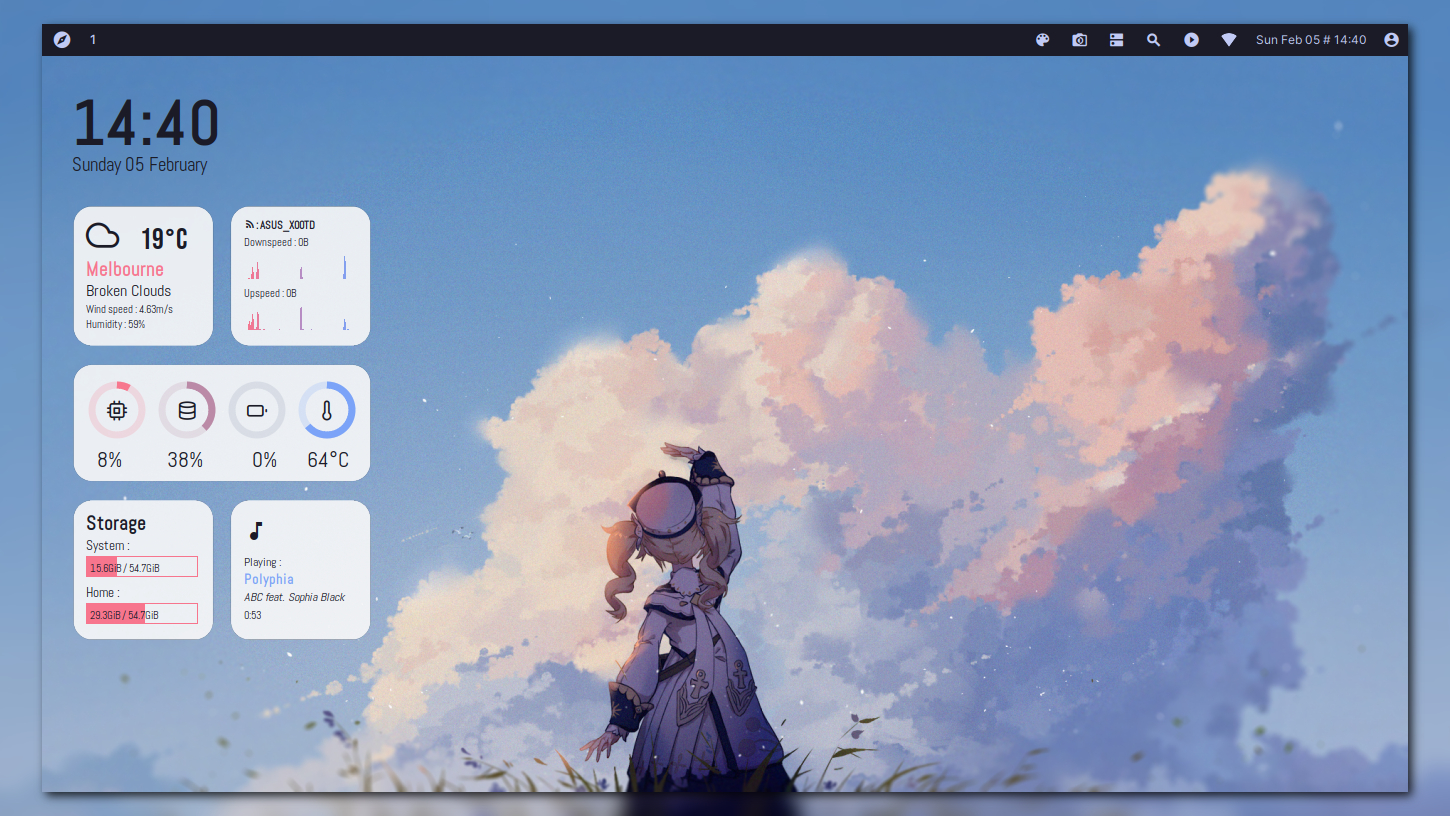 1
Sun Feb 05 # 14:40
14:40
Sunday 05 February
19°C
Melbourne
Broken Clouds
Wind speed : 4.63m/s
Humidity : 59%
: ASUS_X00TD
Downspeed : 0B
Upspeed : 0B
8% 38% 0% 64°C
Storage
System :
15.6GiB / 54.7GiB
Home :
29.3GiB / 54.7GiB
Playing :
Polyphia
ABC feat. Sophia Black
0:53